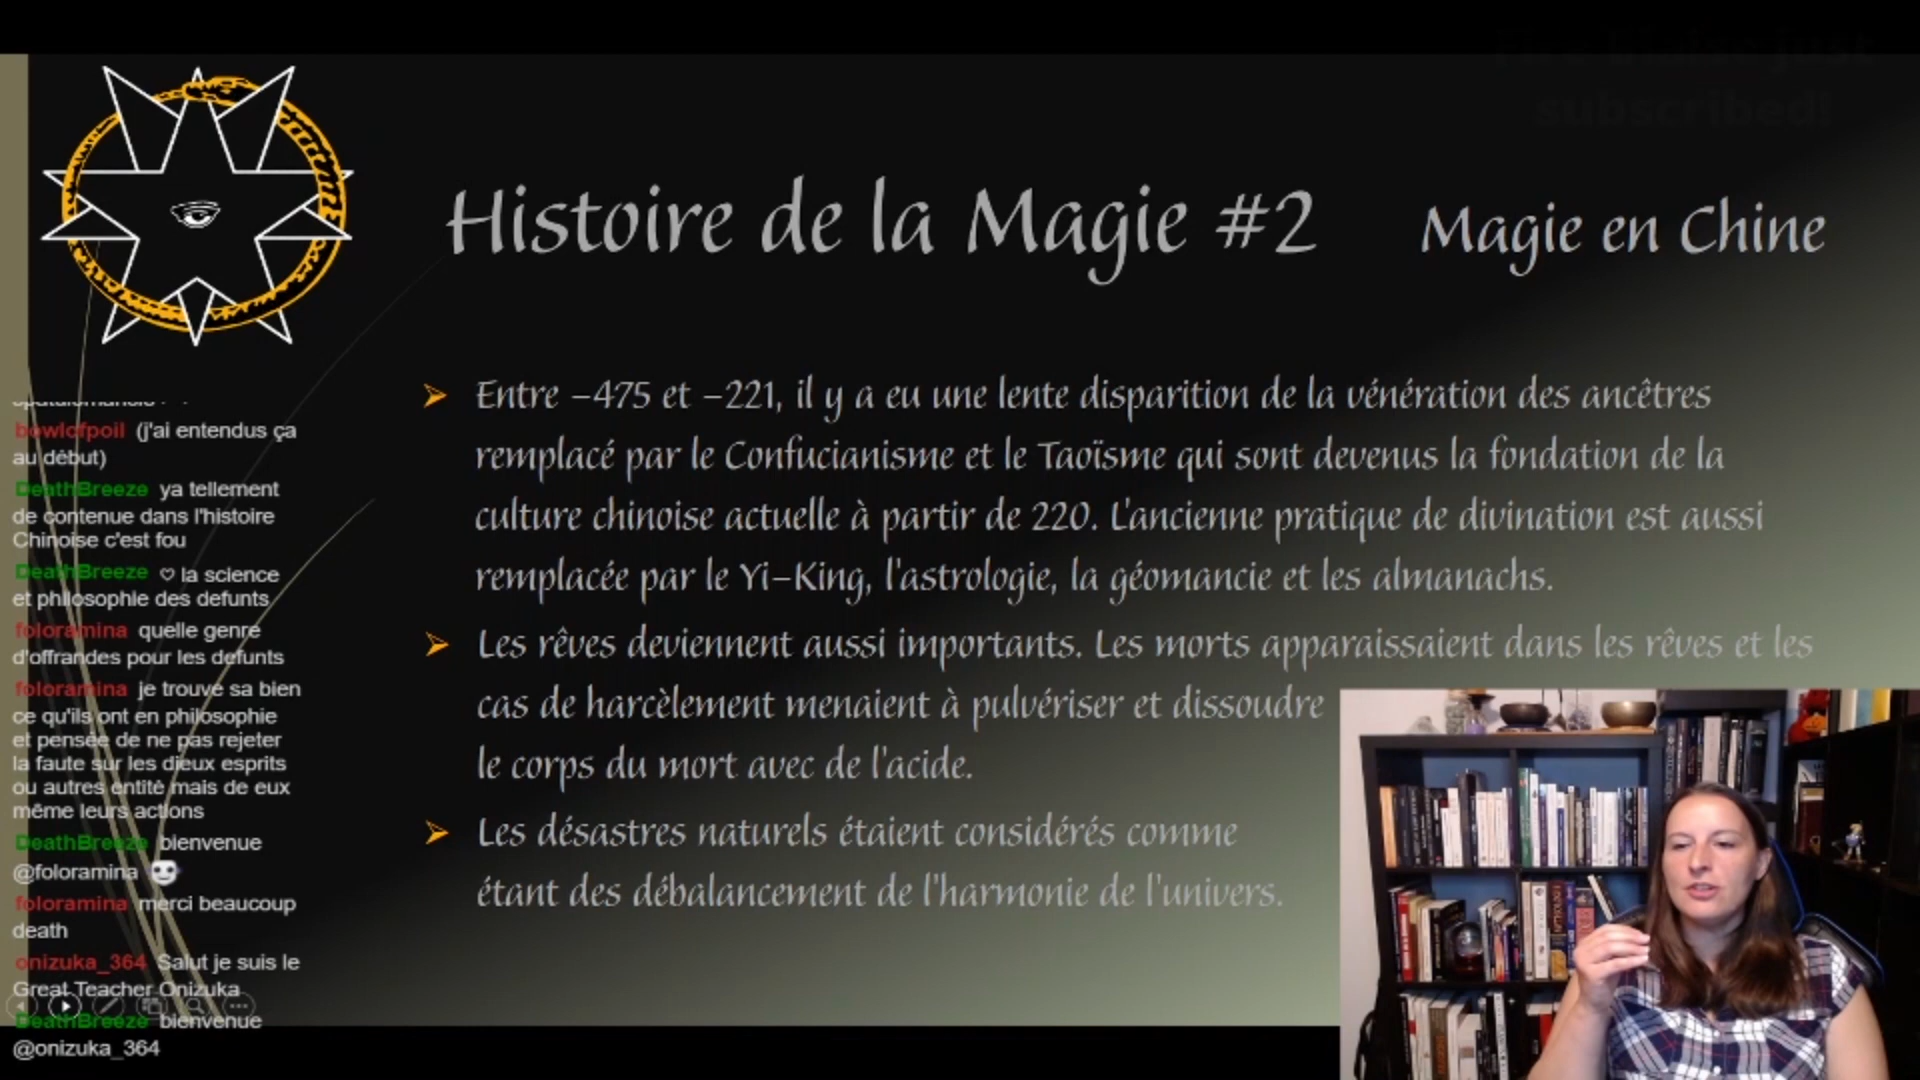 subscribed!
Histoire de la Magie #2
Magie en Chine
Entre –475 et –221, il y a eu une lente disparition de la vénération des ancêtres
remplacé par le Confucianisme et le Taoïsme qui sont devenus la fondation de la
culture chinoise actuelle à partir de 220. L'ancienne pratique de divination est aussi
remplacée par le Yi–King, l'astrologie, la géomancie et les almanachs.
Les rêves deviennent aussi importants. Les morts apparaissaient dans les rêves et les
cas de harcèlement menaient à pulvériser et dissoudre
le corps du mort avec de l'acide.
Les désastres naturels étaient considérés comme
étant des débalancement de l'harmonie de l'univers.
bowlofpoil (j'ai entendus ça
au début)
DeathBreeze ya tellement
de contenue dans l'histoire
Chinoise c'est fou
DeathBreeze ♡ la science
et philosophie des defunts
foloramina quelle genre
d'offrandes pour les defunts
foloramina je trouve sa bien
ce qu'ils ont en philosophie
et pensée de ne pas rejeter
la faute sur les dieux esprits
ou autres entité mais de eux
même leurs actions
DeathBreeze bienvenue
@foloramina
foloramina merci beaucoup
death
onizuka_364 Salut je suis le
Great Teacher Onizuka
DeathBreeze bienvenue
@onizuka_364